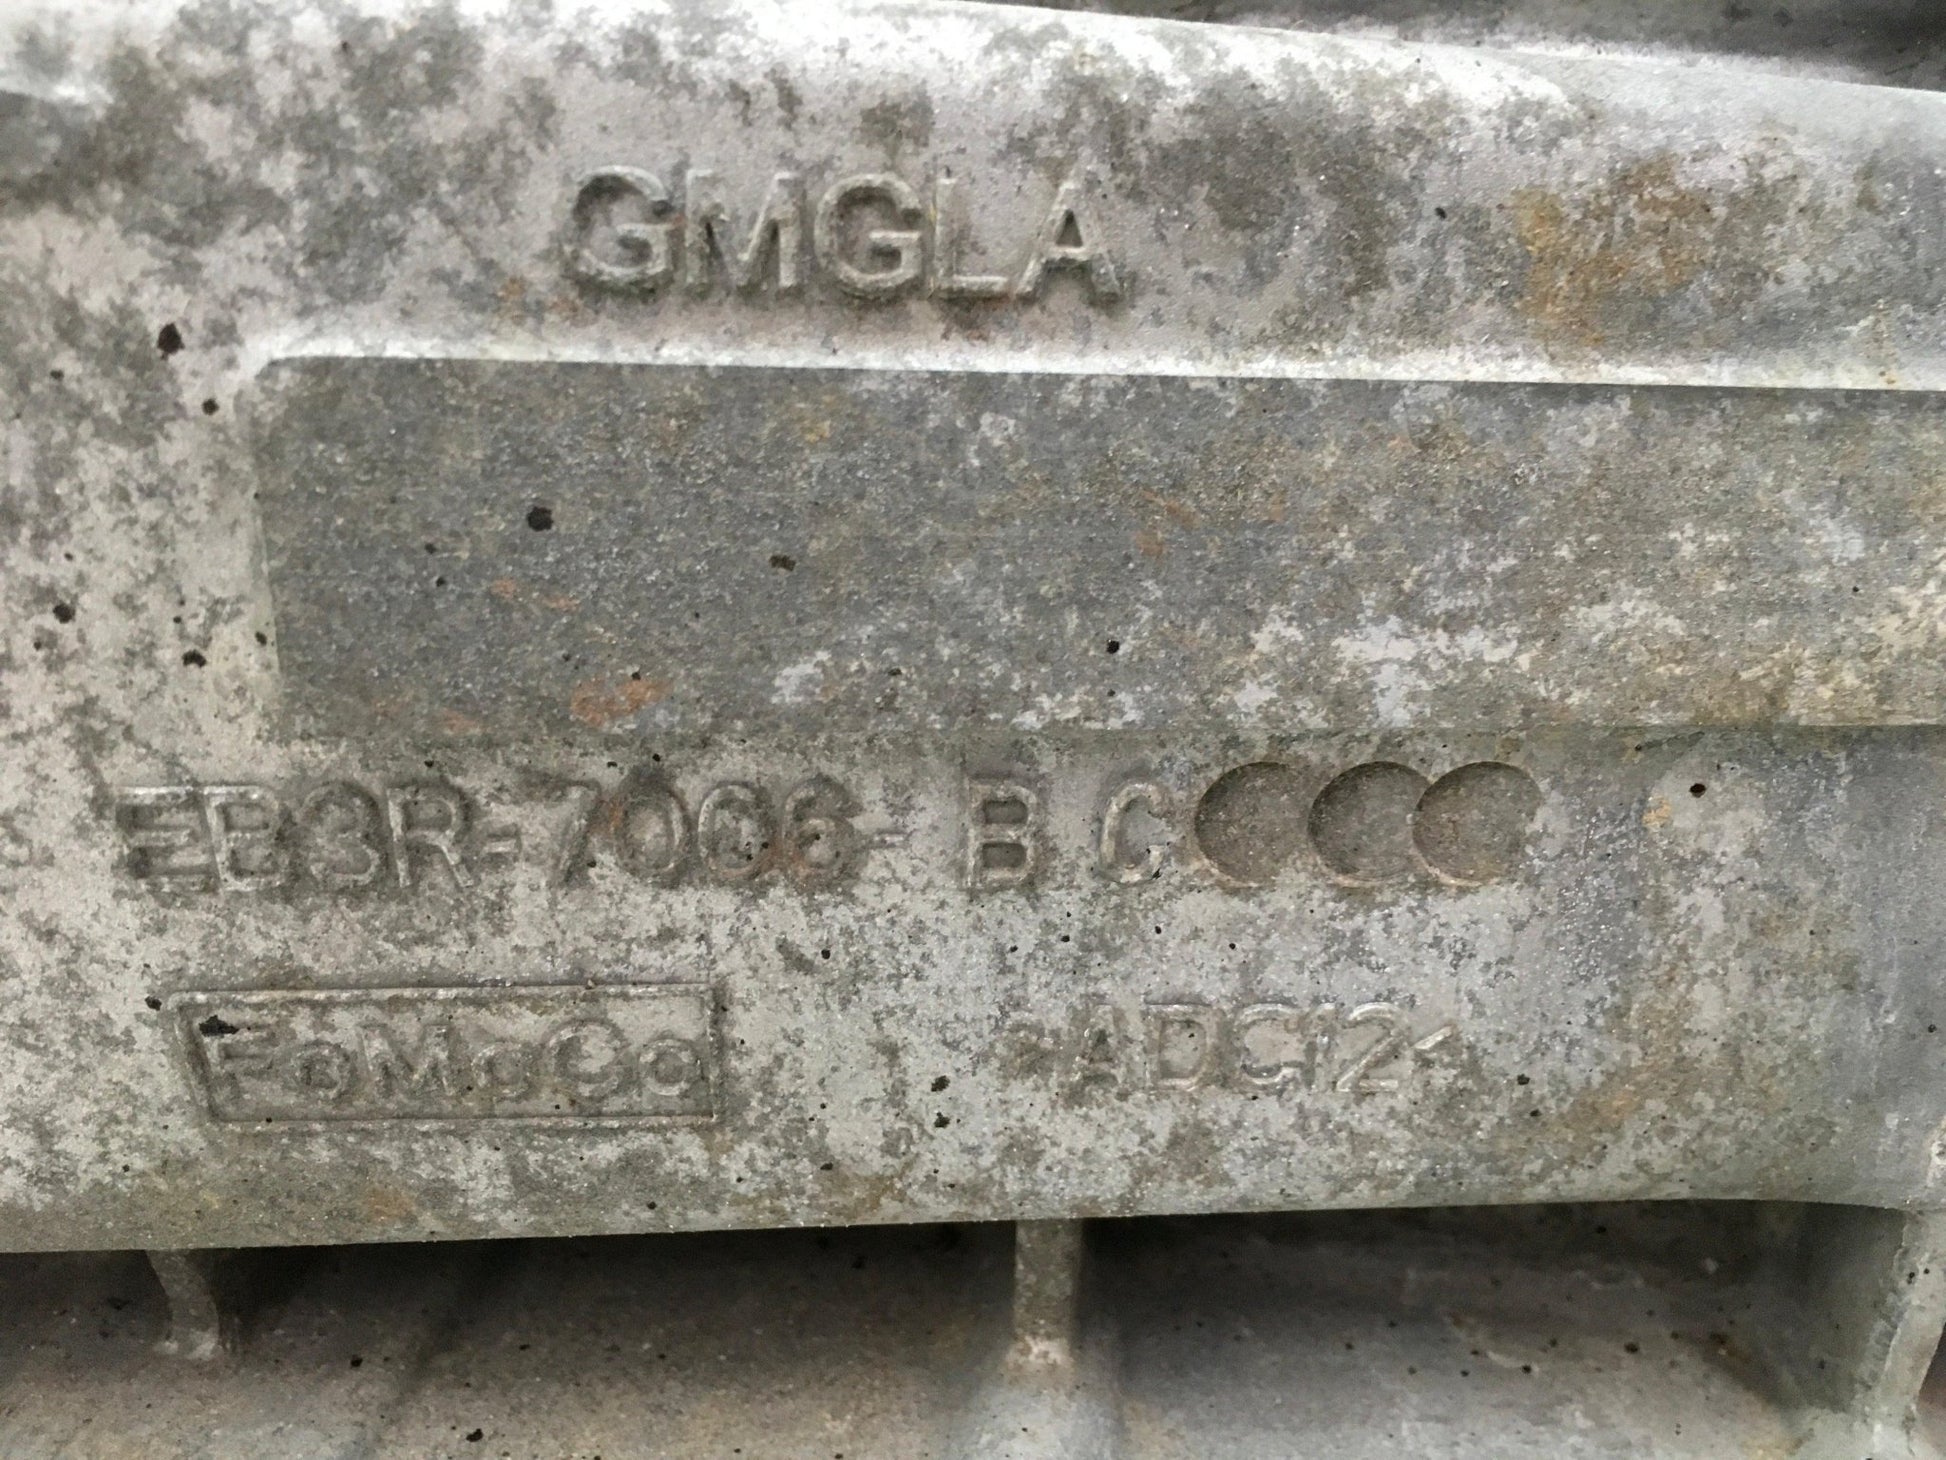 GMGLA
EB3R-7006- BC
FoMoCo
>ADC12<